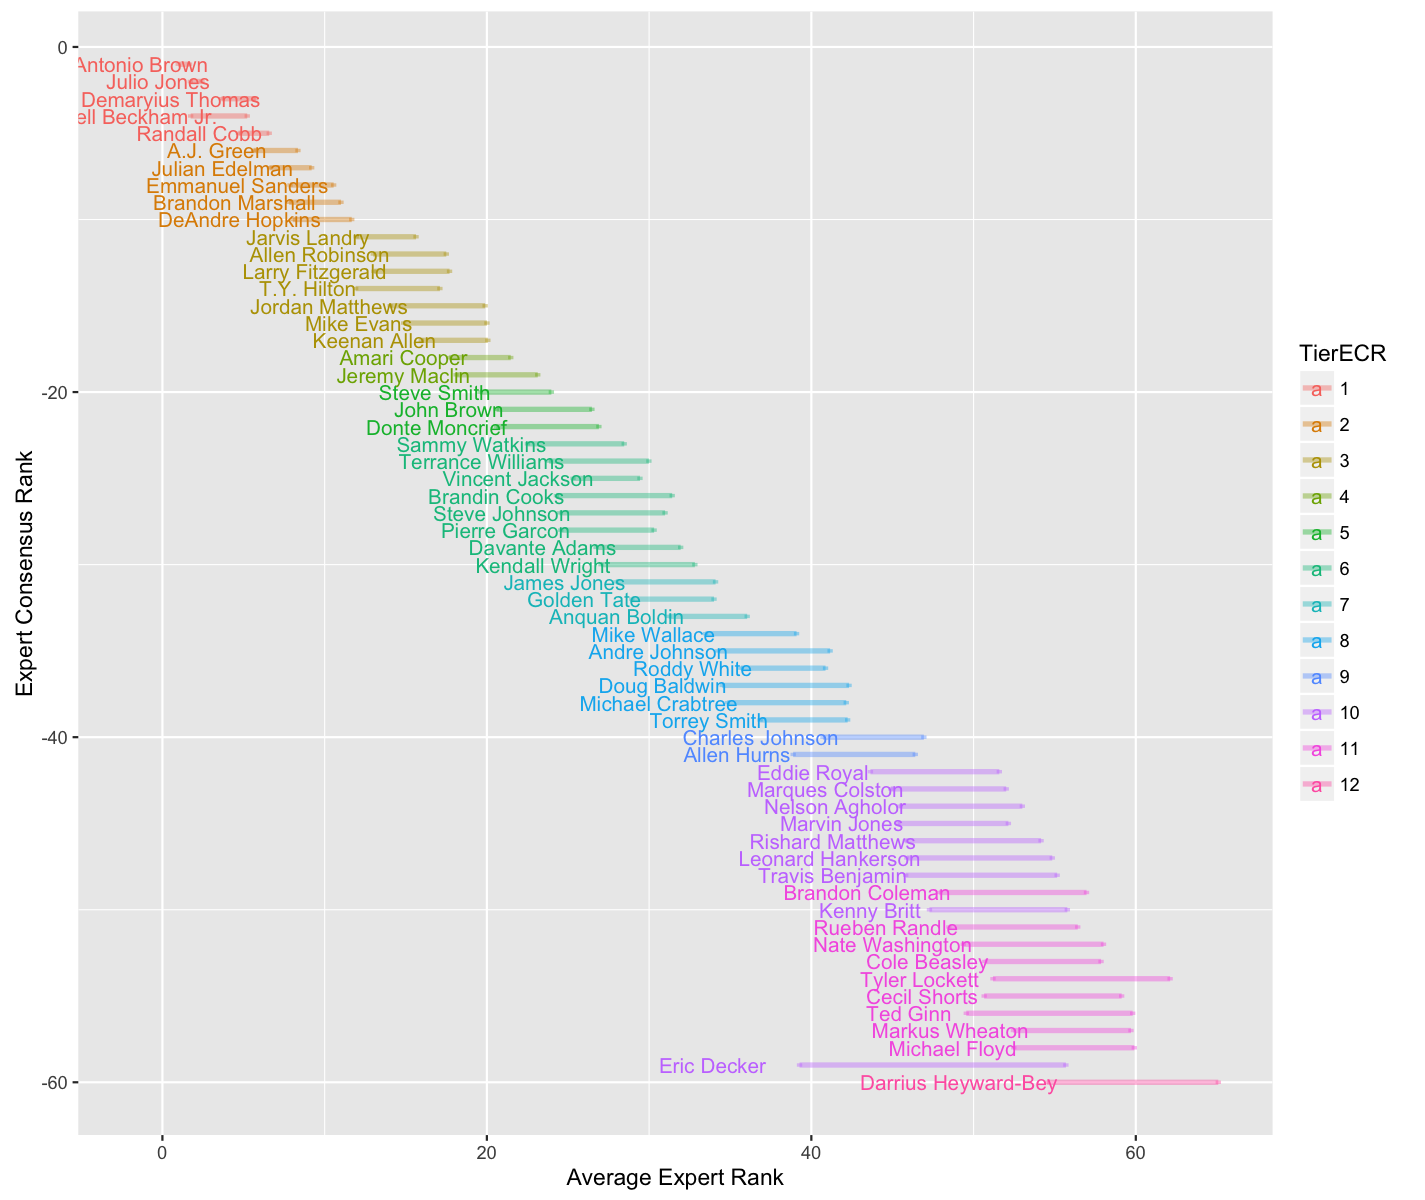 0
Antonio Brown
Julio Jones
Demaryius Thomas
ell Beckham Jr.
Randall Cobb
A.J. Green
Julian Edelman
Emmanuel Sanders
Brandon Marshall
DeAndre Hopkins
Jarvis Landry
Allen Robinson
Larry Fitzgerald
T.Y. Hilton
Jordan Matthews
Mike Evans
Keenan Allen
Amari Cooper
Jeremy Maclin
-20
Steve Smith
John Brown
Donte Moncrief
Sammy Watkins
Terrance Williams
Vincent Jackson
Brandin Cooks
Steve Johnson
Pierre Garcon
Davante Adams
Kendall Wright
James Jones
Golden Tate
Anquan Boldin
Mike Wallace
Andre Johnson
Roddy White
Doug Baldwin
Michael Crabtree
Torrey Smith
-40
Charles Johnson
Allen Hurns
Eddie Royal
Marques Colston
Nelson Agholor
Marvin Jones
Rishard Matthews
Leonard Hankerson
Travis Benjamin
Brandon Coleman
Kenny Britt
Rueben Randle
Nate Washington
Cole Beasley
Tyler Lockett
Cecil Shorts
Ted Ginn
Markus Wheaton
Michael Floyd
Eric Decker
-60
Darrius Heyward-Bey
0 20 40 60
Average Expert Rank
Expert Consensus Rank
TierECR
a 1
a 2
a 3
a 4
a 5
a 6
a 7
a 8
a 9
a 10
a 11
a 12